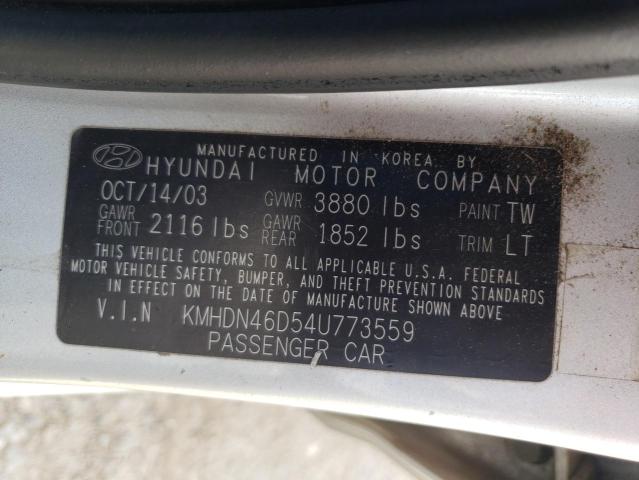 MANUFACTURED IN KOREA BY
HYUNDAI MOTOR COMPANY
OCT/14/03 GVWR 3880 lbs PAINT TW
GAWR FRONT 2116 lbs GAWR REAR 1852 lbs TRIM LT
THIS VEHICLE CONFORMS TO ALL APPLICABLE U.S.A. FEDERAL
MOTOR VEHICLE SAFETY, BUMPER, AND THEFT PREVENTION STANDARDS
IN EFFECT ON THE DATE OF MANUFACTURE SHOWN ABOVE
V.I.N KMHDN46D54U773559
PASSENGER CAR